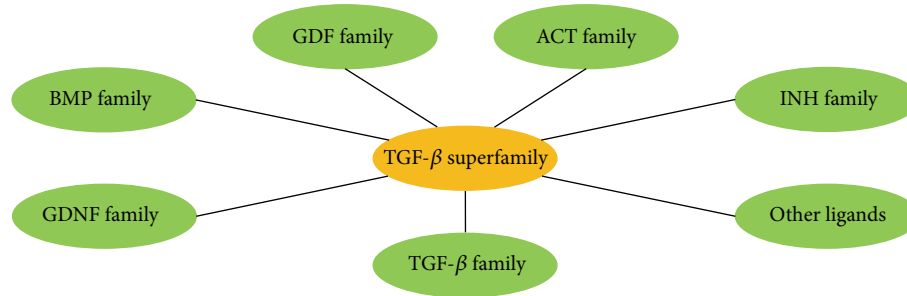 GDF family
ACT family
BMP family
INH family
TGF-β superfamily
GDNF family
Other ligands
TGF-β family